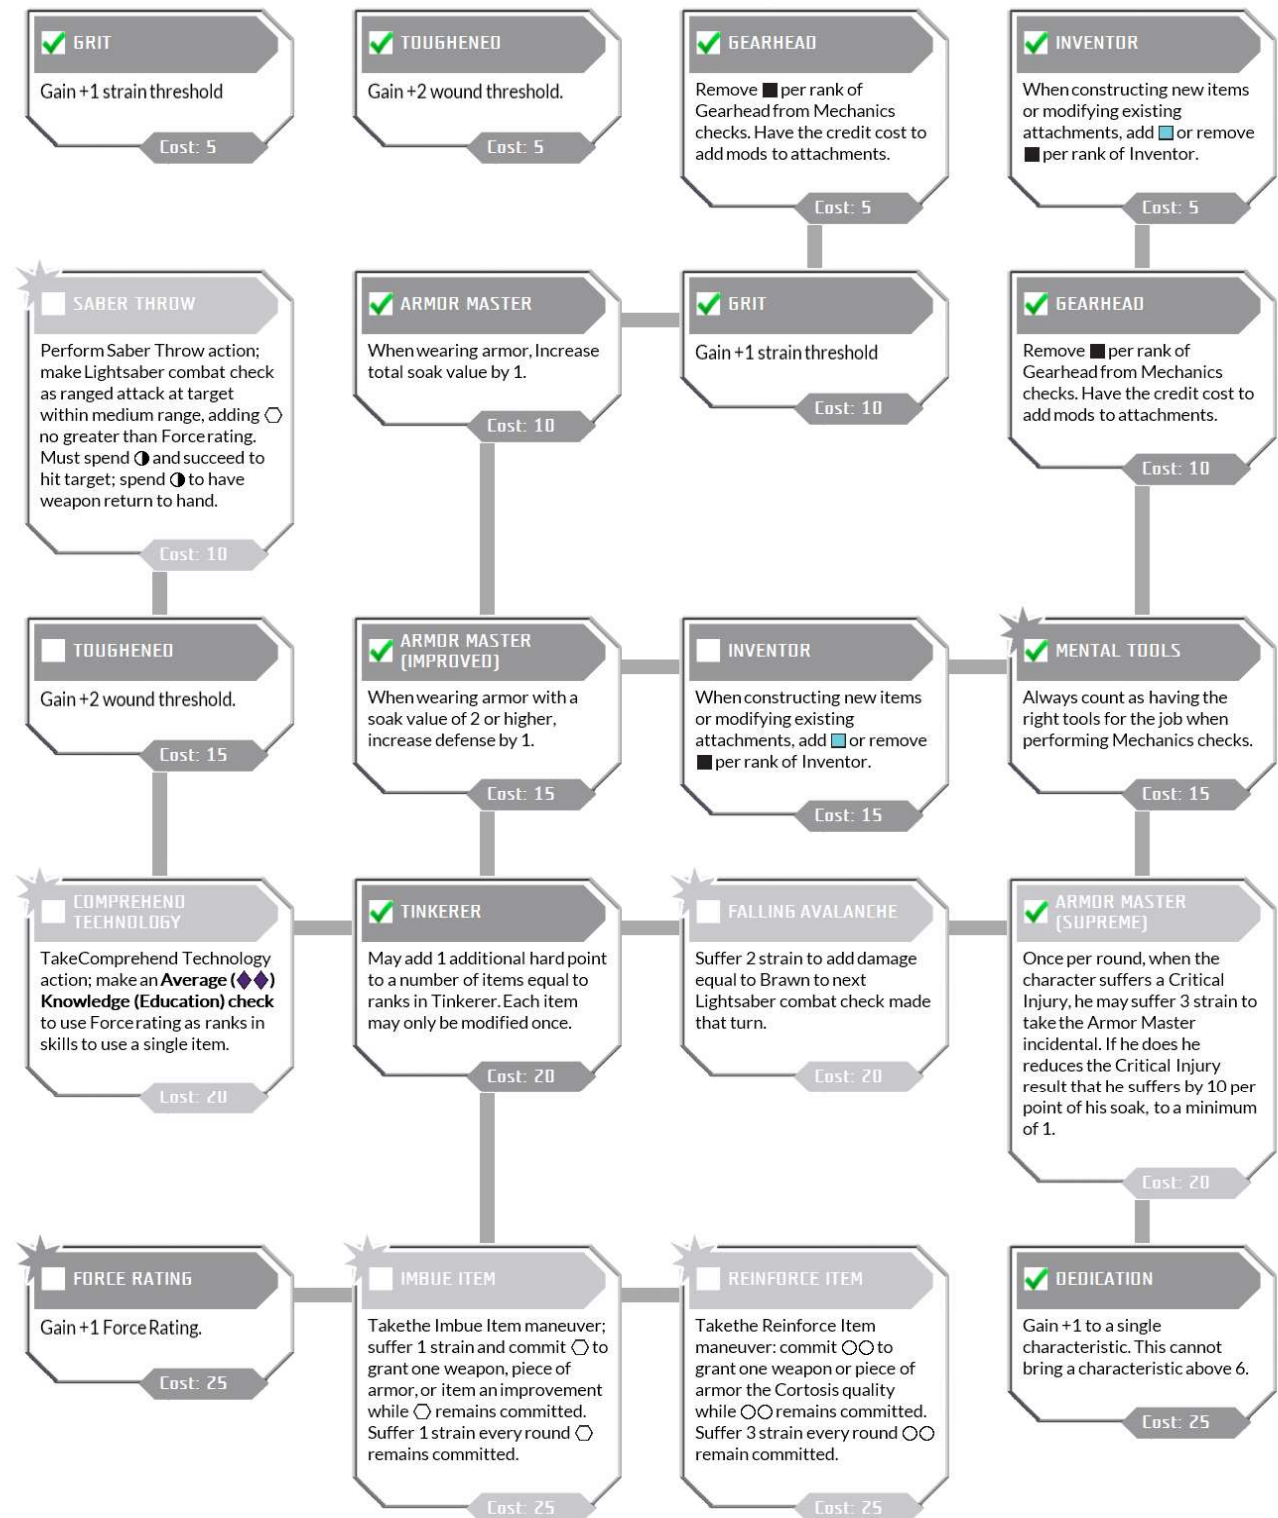 GRIT
Gain +1 strain threshold
Cost: 5
TOUGHENED
Gain +2 wound threshold.
Cost: 5
GEARHEAD
Remove ■ per rank of
Gearhead from Mechanics
checks. Have the credit cost to
add mods to attachments.
Cost: 5
INVENTOR
When constructing new items
or modifying existing
attachments, add ■ or remove
■ per rank of Inventor.
Cost: 5
SABER THROW
Perform Saber Throw action;
make Lightsaber combat check
as ranged attack at target
within medium range, adding ⬡
no greater than Force rating.
Must spend ◑ and succeed to
hit target; spend ◑ to have
weapon return to hand.
Cost: 10
ARMOR MASTER
When wearing armor, Increase
total soak value by 1.
Cost: 10
GRIT
Gain +1 strain threshold
Cost: 10
GEARHEAD
Remove ■ per rank of
Gearhead from Mechanics
checks. Have the credit cost to
add mods to attachments.
Cost: 10
TOUGHENED
Gain +2 wound threshold.
Cost: 15
ARMOR MASTER
(IMPROVED)
When wearing armor with a
soak value of 2 or higher,
increase defense by 1.
Cost: 15
INVENTOR
When constructing new items
or modifying existing
attachments, add ■ or remove
■ per rank of Inventor.
Cost: 15
MENTAL TOOLS
Always count as having the
right tools for the job when
performing Mechanics checks.
Cost: 15
COMPREHEND
TECHNOLOGY
Take Comprehend Technology
action; make an Average (◆◆)
Knowledge (Education) check
to use Force rating as ranks in
skills to use a single item.
Cost: 20
TINKERER
May add 1 additional hard point
to a number of items equal to
ranks in Tinkerer. Each item
may only be modified once.
Cost: 20
FALLING AVALANCHE
Suffer 2 strain to add damage
equal to Brawn to next
Lightsaber combat check made
that turn.
Cost: 20
ARMOR MASTER
(SUPREME)
Once per round, when the
character suffers a Critical
Injury, he may suffer 3 strain to
take the Armor Master
incidental. If he does he
reduces the Critical Injury
result that he suffers by 10 per
point of his soak, to a minimum
of 1.
Cost: 20
FORCE RATING
Gain +1 Force Rating.
Cost: 25
IMBUE ITEM
Take the Imbue Item maneuver;
suffer 1 strain and commit ⬡ to
grant one weapon, piece of
armor, or item an improvement
while ⬡ remains committed.
Suffer 1 strain every round ⬡
remains committed.
Cost: 25
REINFORCE ITEM
Take the Reinforce Item
maneuver: commit ○○ to
grant one weapon or piece of
armor the Cortosis quality
while ○○ remains committed.
Suffer 3 strain every round ○○
remain committed.
Cost: 25
DEDICATION
Gain +1 to a single
characteristic. This cannot
bring a characteristic above 6.
Cost: 25